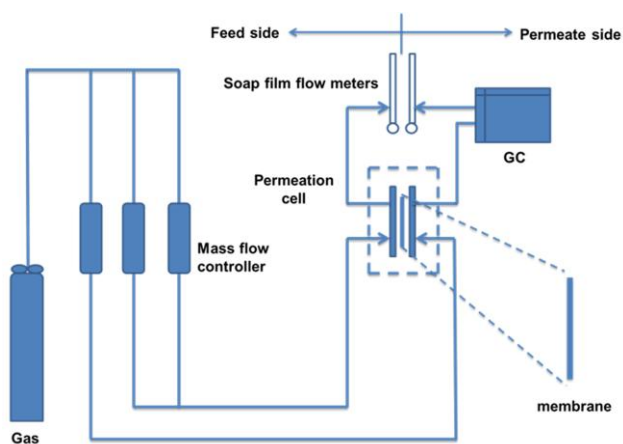 Feed side
Permeate side
Soap film flow meters
GC
Permeation
cell
Mass flow
controller
Gas
membrane